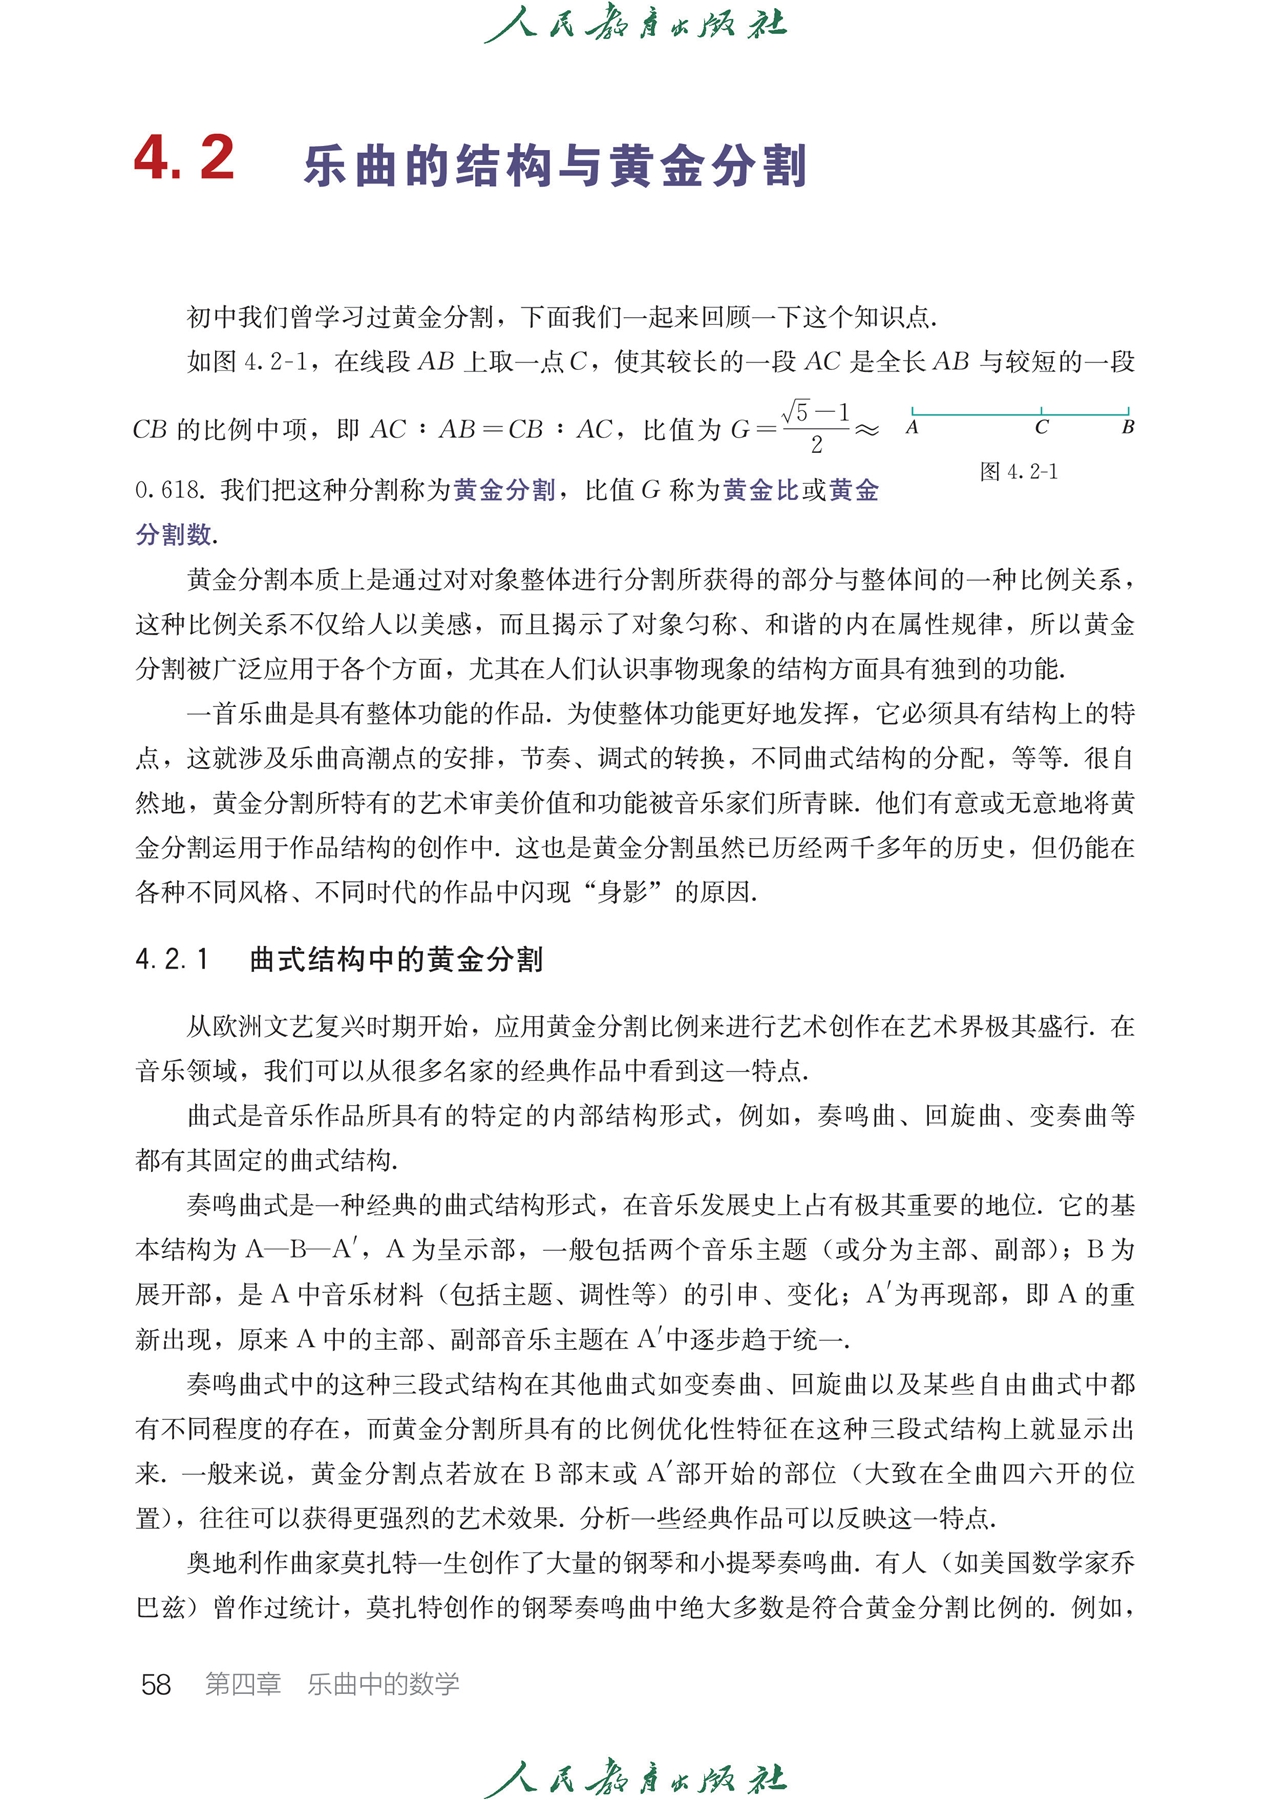 人民教育出版社
4.2 乐曲的结构与黄金分割
初中我们曾学习过黄金分割，下面我们一起来回顾一下这个知识点.
如图 4.2-1，在线段 AB 上取一点 C，使其较长的一段 AC 是全长 AB 与较短的一段
CB 的比例中项，即 AC∶AB＝CB∶AC，比值为 G＝(√5－1)/2≈
0.618. 我们把这种分割称为黄金分割，比值 G 称为黄金比或黄金
分割数.
A C B
图 4.2-1
黄金分割本质上是通过对对象整体进行分割所获得的部分与整体间的一种比例关系，
这种比例关系不仅给人以美感，而且揭示了对象匀称、和谐的内在属性规律，所以黄金
分割被广泛应用于各个方面，尤其在人们认识事物现象的结构方面具有独到的功能.
一首乐曲是具有整体功能的作品. 为使整体功能更好地发挥，它必须具有结构上的特
点，这就涉及乐曲高潮点的安排，节奏、调式的转换，不同曲式结构的分配，等等. 很自
然地，黄金分割所特有的艺术审美价值和功能被音乐家们所青睐. 他们有意或无意地将黄
金分割运用于作品结构的创作中. 这也是黄金分割虽然已历经两千多年的历史，但仍能在
各种不同风格、不同时代的作品中闪现“身影”的原因.
4.2.1 曲式结构中的黄金分割
从欧洲文艺复兴时期开始，应用黄金分割比例来进行艺术创作在艺术界极其盛行. 在
音乐领域，我们可以从很多名家的经典作品中看到这一特点.
曲式是音乐作品所具有的特定的内部结构形式，例如，奏鸣曲、回旋曲、变奏曲等
都有其固定的曲式结构.
奏鸣曲式是一种经典的曲式结构形式，在音乐发展史上占有极其重要的地位. 它的基
本结构为 A—B—A′，A 为呈示部，一般包括两个音乐主题（或分为主部、副部）；B 为
展开部，是 A 中音乐材料（包括主题、调性等）的引申、变化；A′为再现部，即 A 的重
新出现，原来 A 中的主部、副部音乐主题在 A′中逐步趋于统一.
奏鸣曲式中的这种三段式结构在其他曲式如变奏曲、回旋曲以及某些自由曲式中都
有不同程度的存在，而黄金分割所具有的比例优化性特征在这种三段式结构上就显示出
来. 一般来说，黄金分割点若放在 B 部末或 A′部开始的部位（大致在全曲四六开的位
置），往往可以获得更强烈的艺术效果. 分析一些经典作品可以反映这一特点.
奥地利作曲家莫扎特一生创作了大量的钢琴和小提琴奏鸣曲. 有人（如美国数学家乔
巴兹）曾作过统计，莫扎特创作的钢琴奏鸣曲中绝大多数是符合黄金分割比例的. 例如，
58 第四章 乐曲中的数学
人民教育出版社